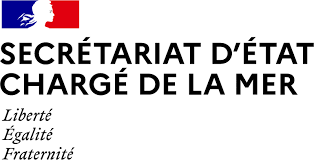 SECRÉTARIAT D'ÉTAT
CHARGÉ DE LA MER
Liberté
Égalité
Fraternité